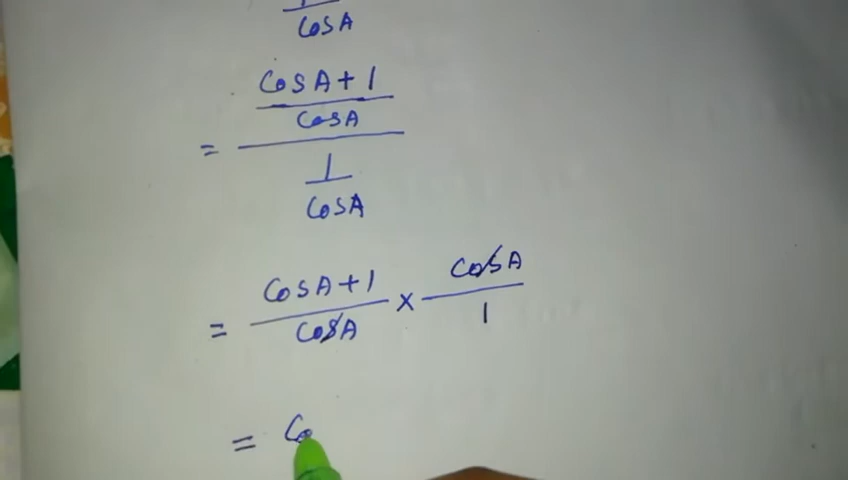 CosA
CosA + 1
CosA
=
1
CosA
CosA + 1 × CosA
= CosA 1
= Co